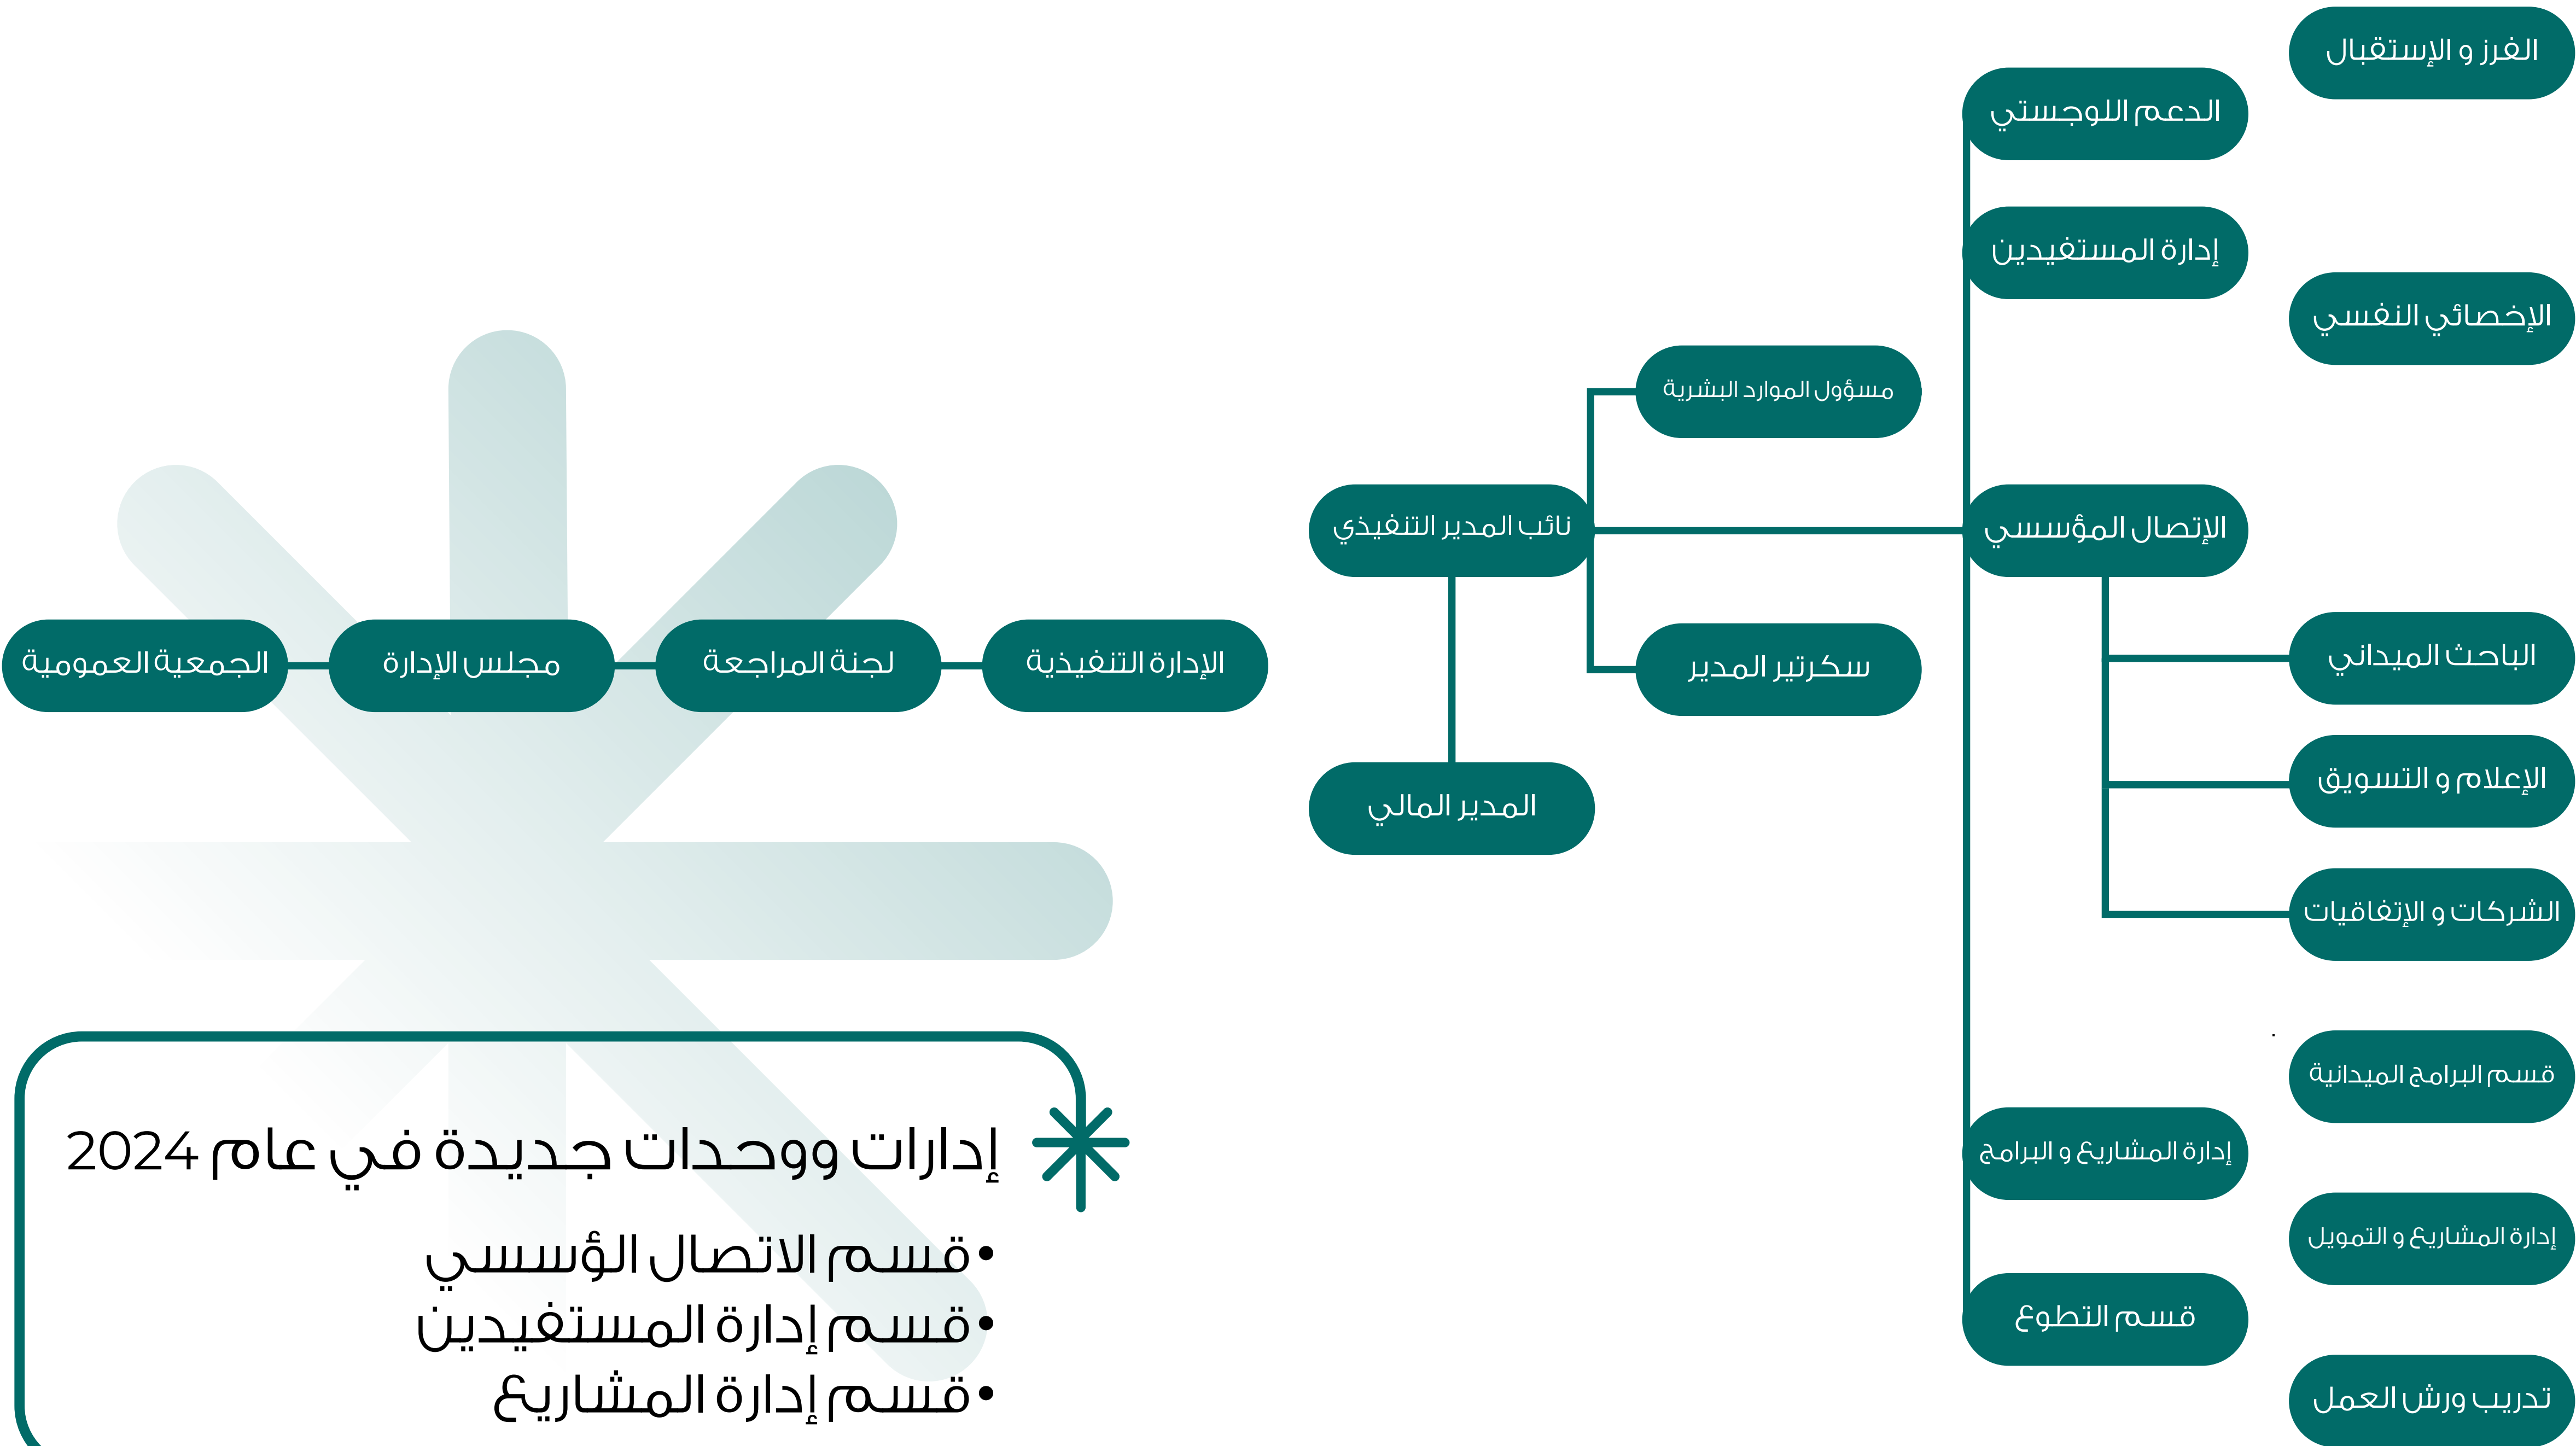 الجمعية العمومية
مجلس الإدارة
لجنة المراجعة
الإدارة التنفيذية
نائب المدير التنفيذي
المدير المالي
مسؤول الموارد البشرية
سكرتير المدير
الدعم اللوجستي
إدارة المستفيدين
الإتصال المؤسسي
إدارة المشاريع و البرامج
قسم التطوع
الفرز و الإستقبال
الإخصائي النفسي
الباحث الميداني
الإعلام و التسويق
الشركات و الإتفاقيات
قسم البرامج الميدانية
إدارة المشاريع و التمويل
تدريب ورش العمل
إدارات ووحدات جديدة في عام 2024
•قسم الاتصال الؤسسي
•قسم إدارة المستفيدين
•قسم إدارة المشاريع